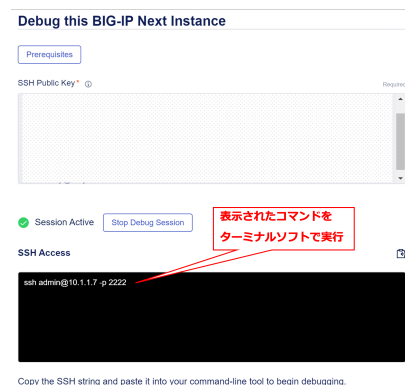 Debug this BIG-IP Next Instance
Prerequisites
SSH Public Key* 
Required
Session Active
Stop Debug Session
表示されたコマンドを
ターミナルソフトで実行
SSH Access
ssh admin@10.1.1.7 -p 2222
Copy the SSH string and paste it into your command-line tool to begin debugging.